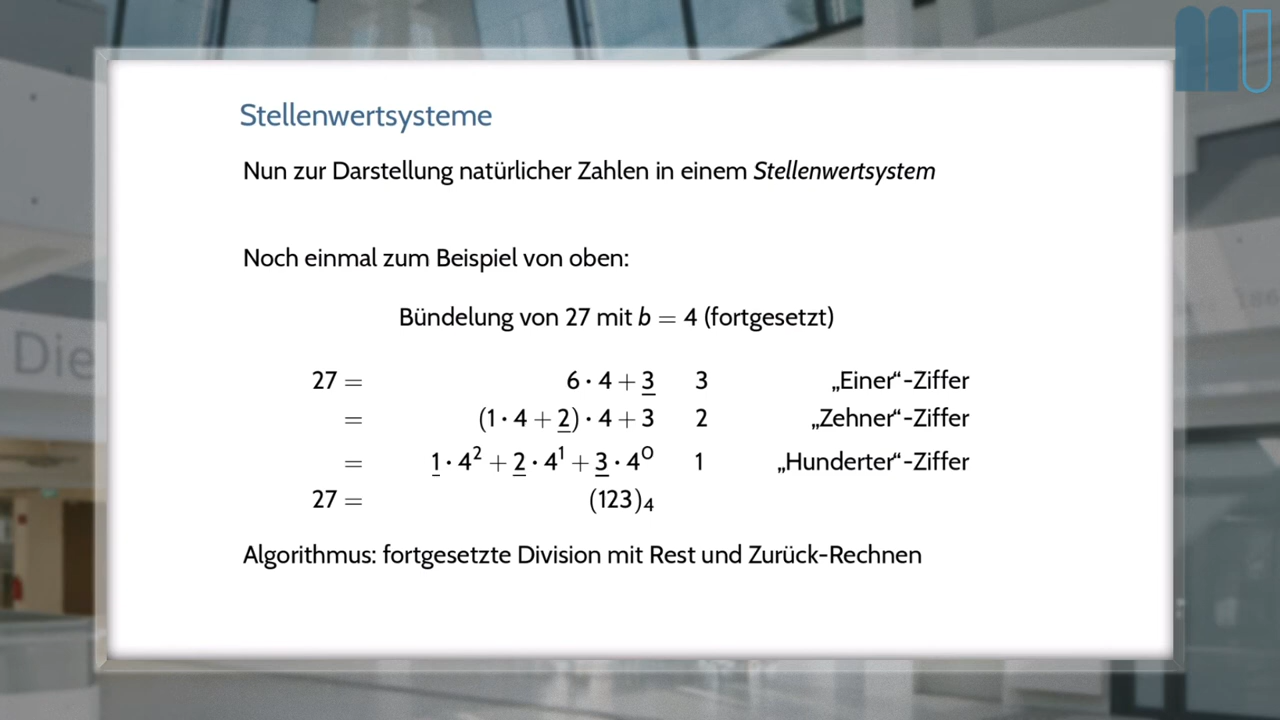 Stellenwertsysteme
Nun zur Darstellung natürlicher Zahlen in einem Stellenwertsystem
Noch einmal zum Beispiel von oben:
Bündelung von 27 mit b = 4 (fortgesetzt)
27 = 6 · 4 + 3 3 „Einer“-Ziffer
= (1 · 4 + 2) · 4 + 3 2 „Zehner“-Ziffer
= 1 · 4² + 2 · 4¹ + 3 · 4⁰ 1 „Hunderter“-Ziffer
27 = (123)₄
Algorithmus: fortgesetzte Division mit Rest und Zurück-Rechnen
Die